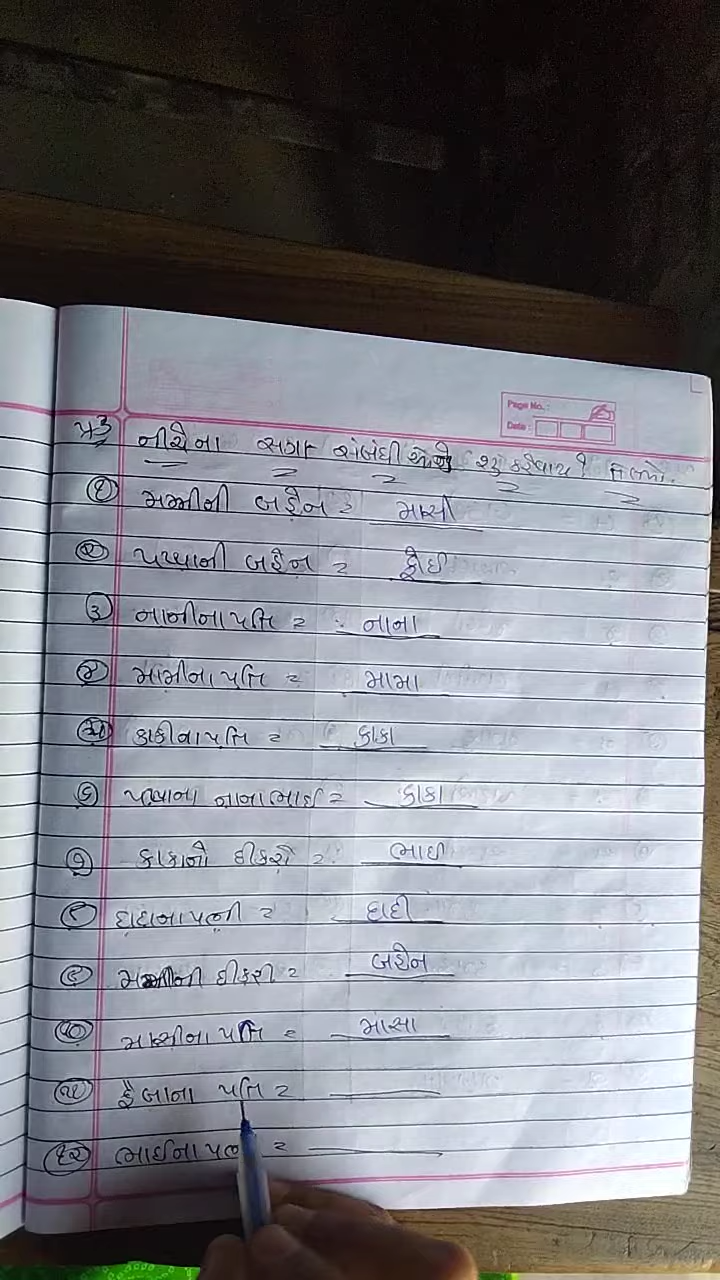 પ્ર૩ નીચેના સગા સંબંધીઓને શું કહેવાય? લખો.
Page No.:
Date:
૧ મમ્મીની બહેન = માસી
૨ પપ્પાની બહેન = ફોઈ
૩ નાનીના પતિ = નાના
૪ મામીના પતિ = મામા
૫ કાકીના પતિ = કાકા
૬ પપ્પાના નાનાભાઈ = કાકા
૭ કાકાનો દીકરો = ભાઈ
૮ દાદાના પત્ની = દાદી
૯ મમ્મીની દીકરી = બહેન
૧૦ માસીના પતિ = માસા
૧૧ ફૈબાના પતિ =
૧૨ ભાઈના પત્ની =